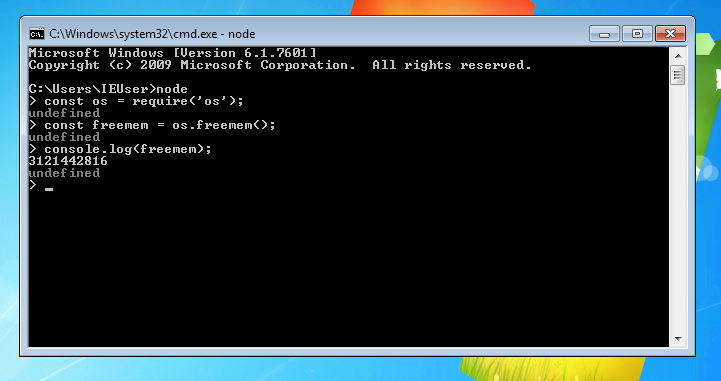 C:\Windows\system32\cmd.exe - node
Microsoft Windows [Version 6.1.7601]
Copyright (c) 2009 Microsoft Corporation.  All rights reserved.
C:\Users\IEUser>node
> const os = require('os');
undefined
> const freemem = os.freemem();
undefined
> console.log(freemem);
3121442816
undefined
> _